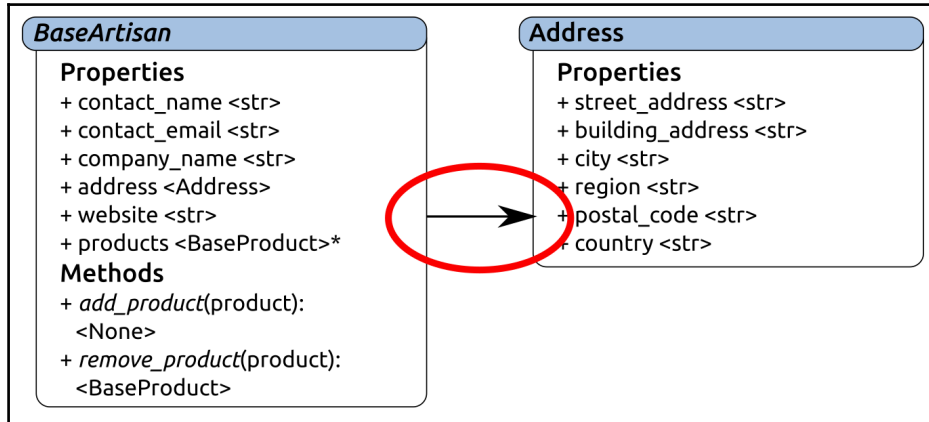 BaseArtisan
Properties
+ contact_name <str>
+ contact_email <str>
+ company_name <str>
+ address <Address>
+ website <str>
+ products <BaseProduct>*
Methods
+ add_product(product):
<None>
+ remove_product(product):
<BaseProduct>
Address
Properties
+ street_address <str>
+ building_address <str>
+ city <str>
+ region <str>
+ postal_code <str>
+ country <str>